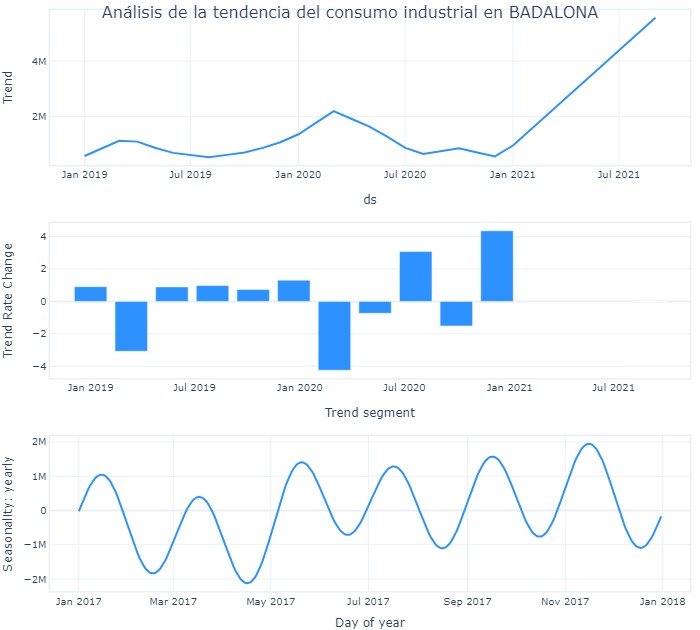 Análisis de la tendencia del consumo industrial en BADALONA
Trend
4M
2M
Jan 2019 Jul 2019 Jan 2020 Jul 2020 Jan 2021 Jul 2021
ds
Trend Rate Change
4
2
0
−2
−4
Jan 2019 Jul 2019 Jan 2020 Jul 2020 Jan 2021 Jul 2021
Trend segment
Seasonality: yearly
2M
1M
0
−1M
−2M
Jan 2017 Mar 2017 May 2017 Jul 2017 Sep 2017 Nov 2017 Jan 2018
Day of year